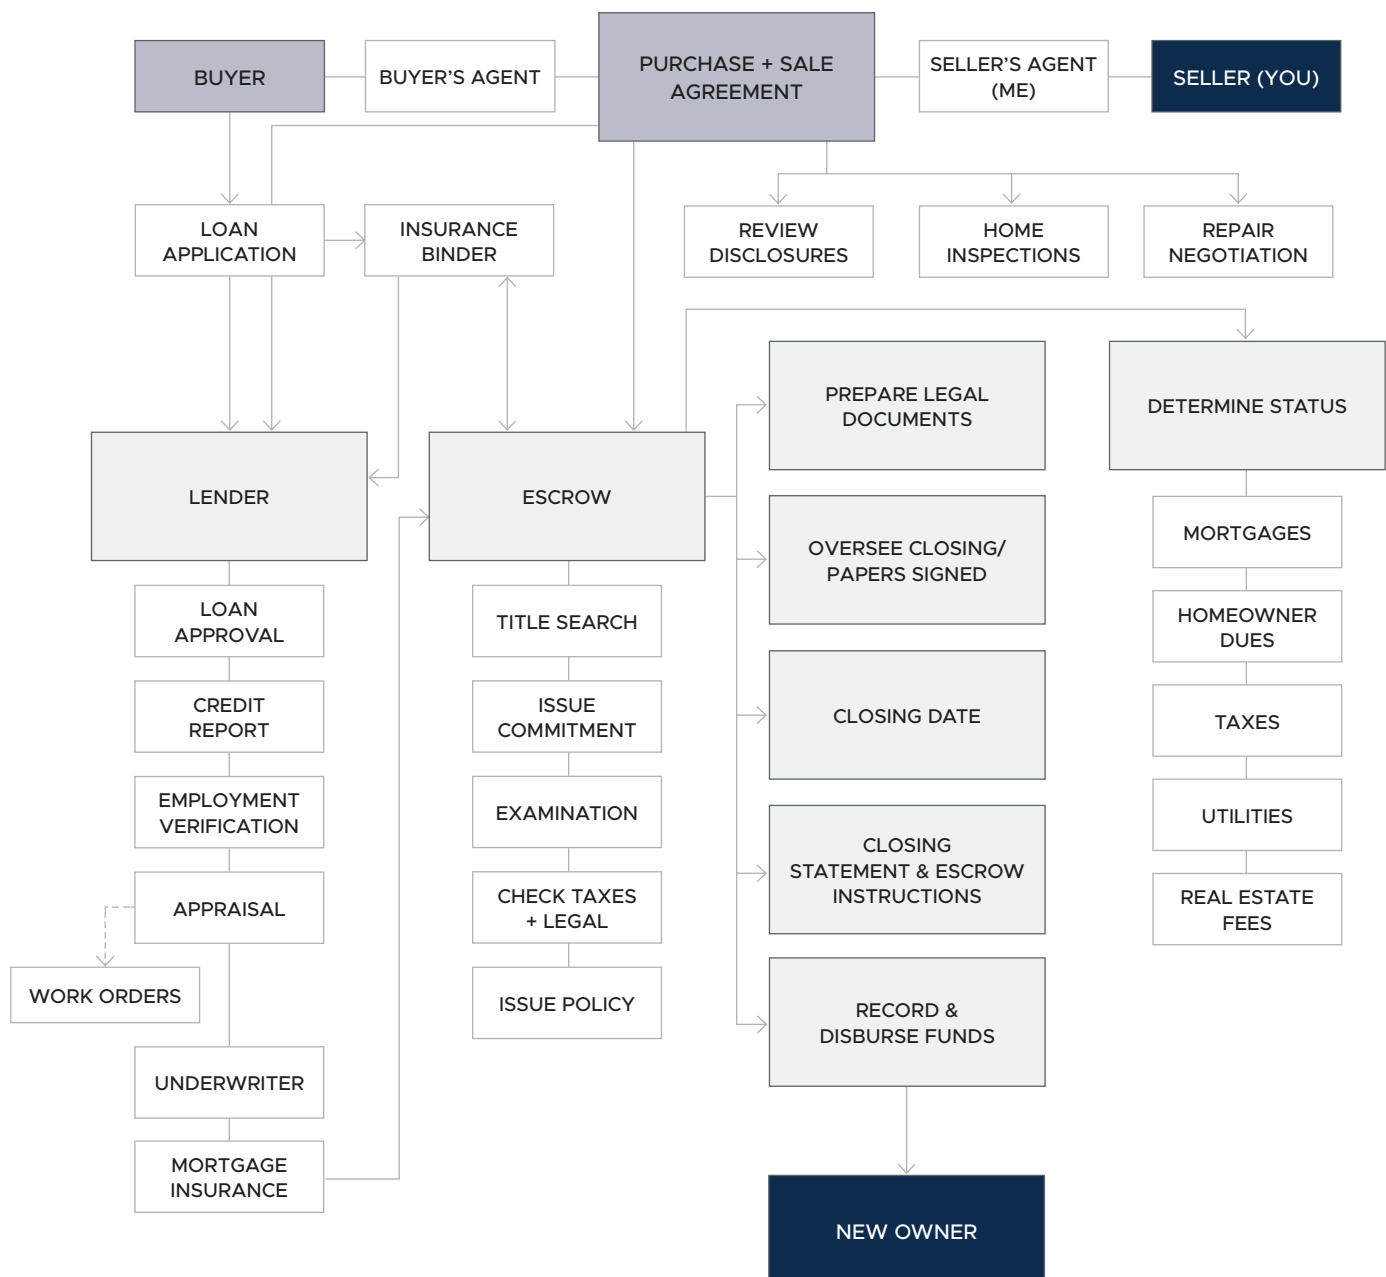 BUYER
BUYER’S AGENT
PURCHASE + SALE
AGREEMENT
SELLER’S AGENT
(ME)
SELLER (YOU)
LOAN
APPLICATION
INSURANCE
BINDER
REVIEW
DISCLOSURES
HOME
INSPECTIONS
REPAIR
NEGOTIATION
LENDER
LOAN
APPROVAL
CREDIT
REPORT
EMPLOYMENT
VERIFICATION
APPRAISAL
WORK ORDERS
UNDERWRITER
MORTGAGE
INSURANCE
ESCROW
TITLE SEARCH
ISSUE
COMMITMENT
EXAMINATION
CHECK TAXES
+ LEGAL
ISSUE POLICY
PREPARE LEGAL
DOCUMENTS
OVERSEE CLOSING/
PAPERS SIGNED
CLOSING DATE
CLOSING
STATEMENT & ESCROW
INSTRUCTIONS
RECORD &
DISBURSE FUNDS
NEW OWNER
DETERMINE STATUS
MORTGAGES
HOMEOWNER
DUES
TAXES
UTILITIES
REAL ESTATE
FEES